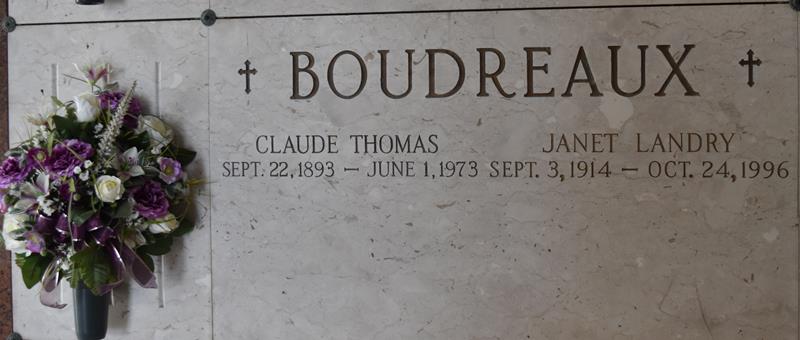 BOUDREAUX
CLAUDE THOMAS JANET LANDRY
SEPT. 22, 1893 — JUNE 1, 1973 SEPT. 3, 1914 — OCT. 24, 1996